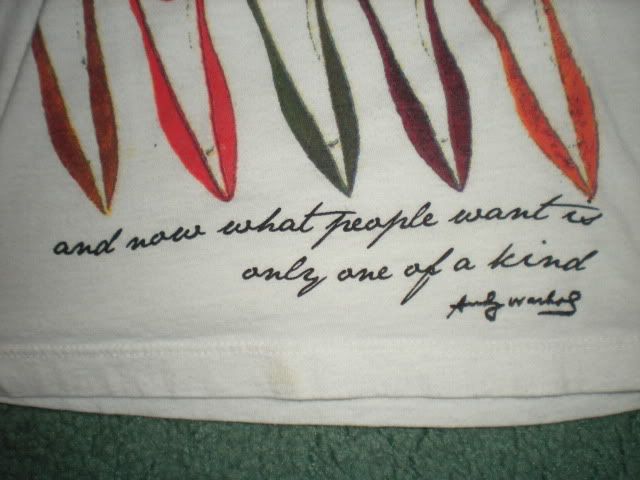 and now what people want is
only one of a kind
Andy Warhol